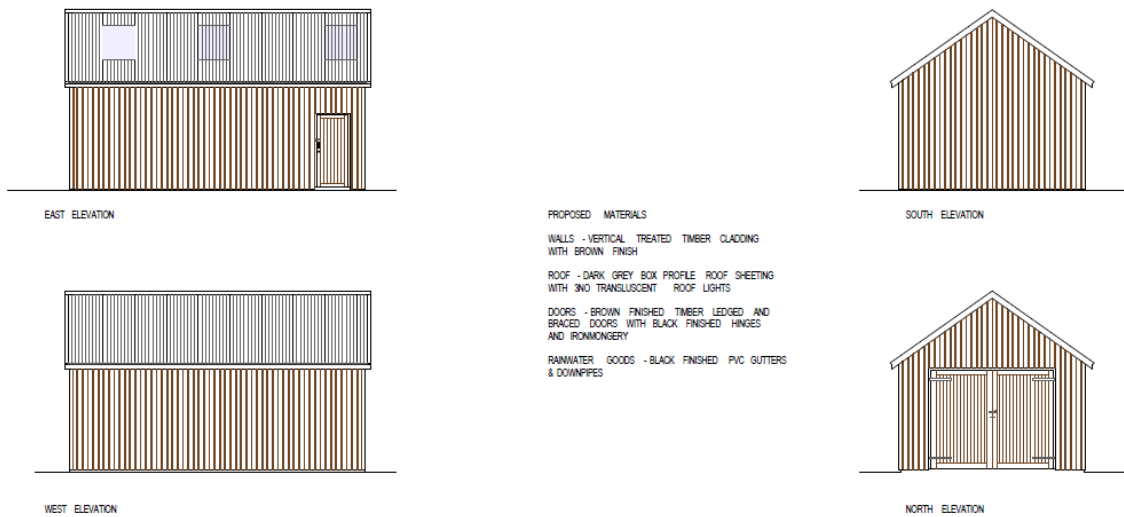 EAST ELEVATION
PROPOSED MATERIALS
SOUTH ELEVATION
WALLS - VERTICAL TREATED TIMBER CLADDING
WITH BROWN FINISH
ROOF - DARK GREY BOX PROFILE ROOF SHEETING
WITH 3NO TRANSLUSCENT ROOF LIGHTS
DOORS - BROWN FINISHED TIMBER LEDGED AND
BRACED DOORS WITH BLACK FINISHED HINGES
AND IRONMONGERY
RAINWATER GOODS - BLACK FINISHED PVC GUTTERS
& DOWNPIPES
WEST ELEVATION
NORTH ELEVATION